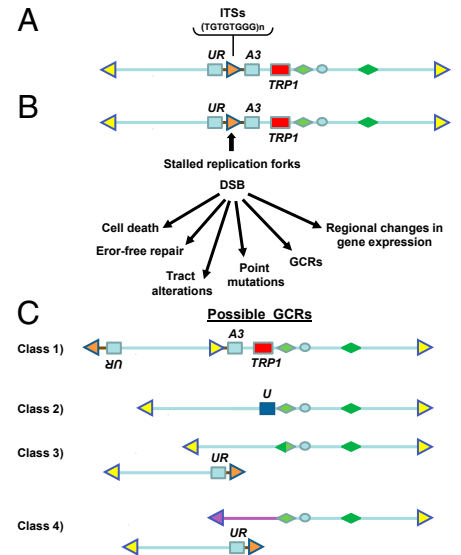 A
ITSs
(TGTGTGGG)n
UR A3
TRP1
B
UR A3
TRP1
Stalled replication forks
DSB
Cell death
Eror-free repair
Tract
alterations
Point
mutations
GCRs
Regional changes in
gene expression
C
Possible GCRs
Class 1)
UR
A3
TRP1
Class 2)
U
Class 3)
UR
Class 4)
UR